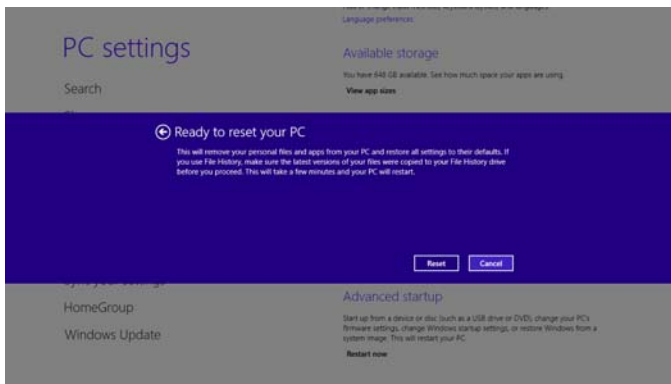 Language preferences
PC settings
Available storage
You have 648 GB available. See how much space your apps are using.
Search
View app sizes
Ready to reset your PC
This will remove your personal files and apps from your PC and restore all settings to their defaults. If
you use File History, make sure the latest versions of your files were copied to your File History drive
before you proceed. This will take a few minutes and your PC will restart.
Reset
Cancel
Advanced startup
HomeGroup
Start up from a device or disc (such as a USB drive or DVD), change your PC's
firmware settings, change Windows startup settings, or restore Windows from a
system image. This will restart your PC.
Windows Update
Restart now